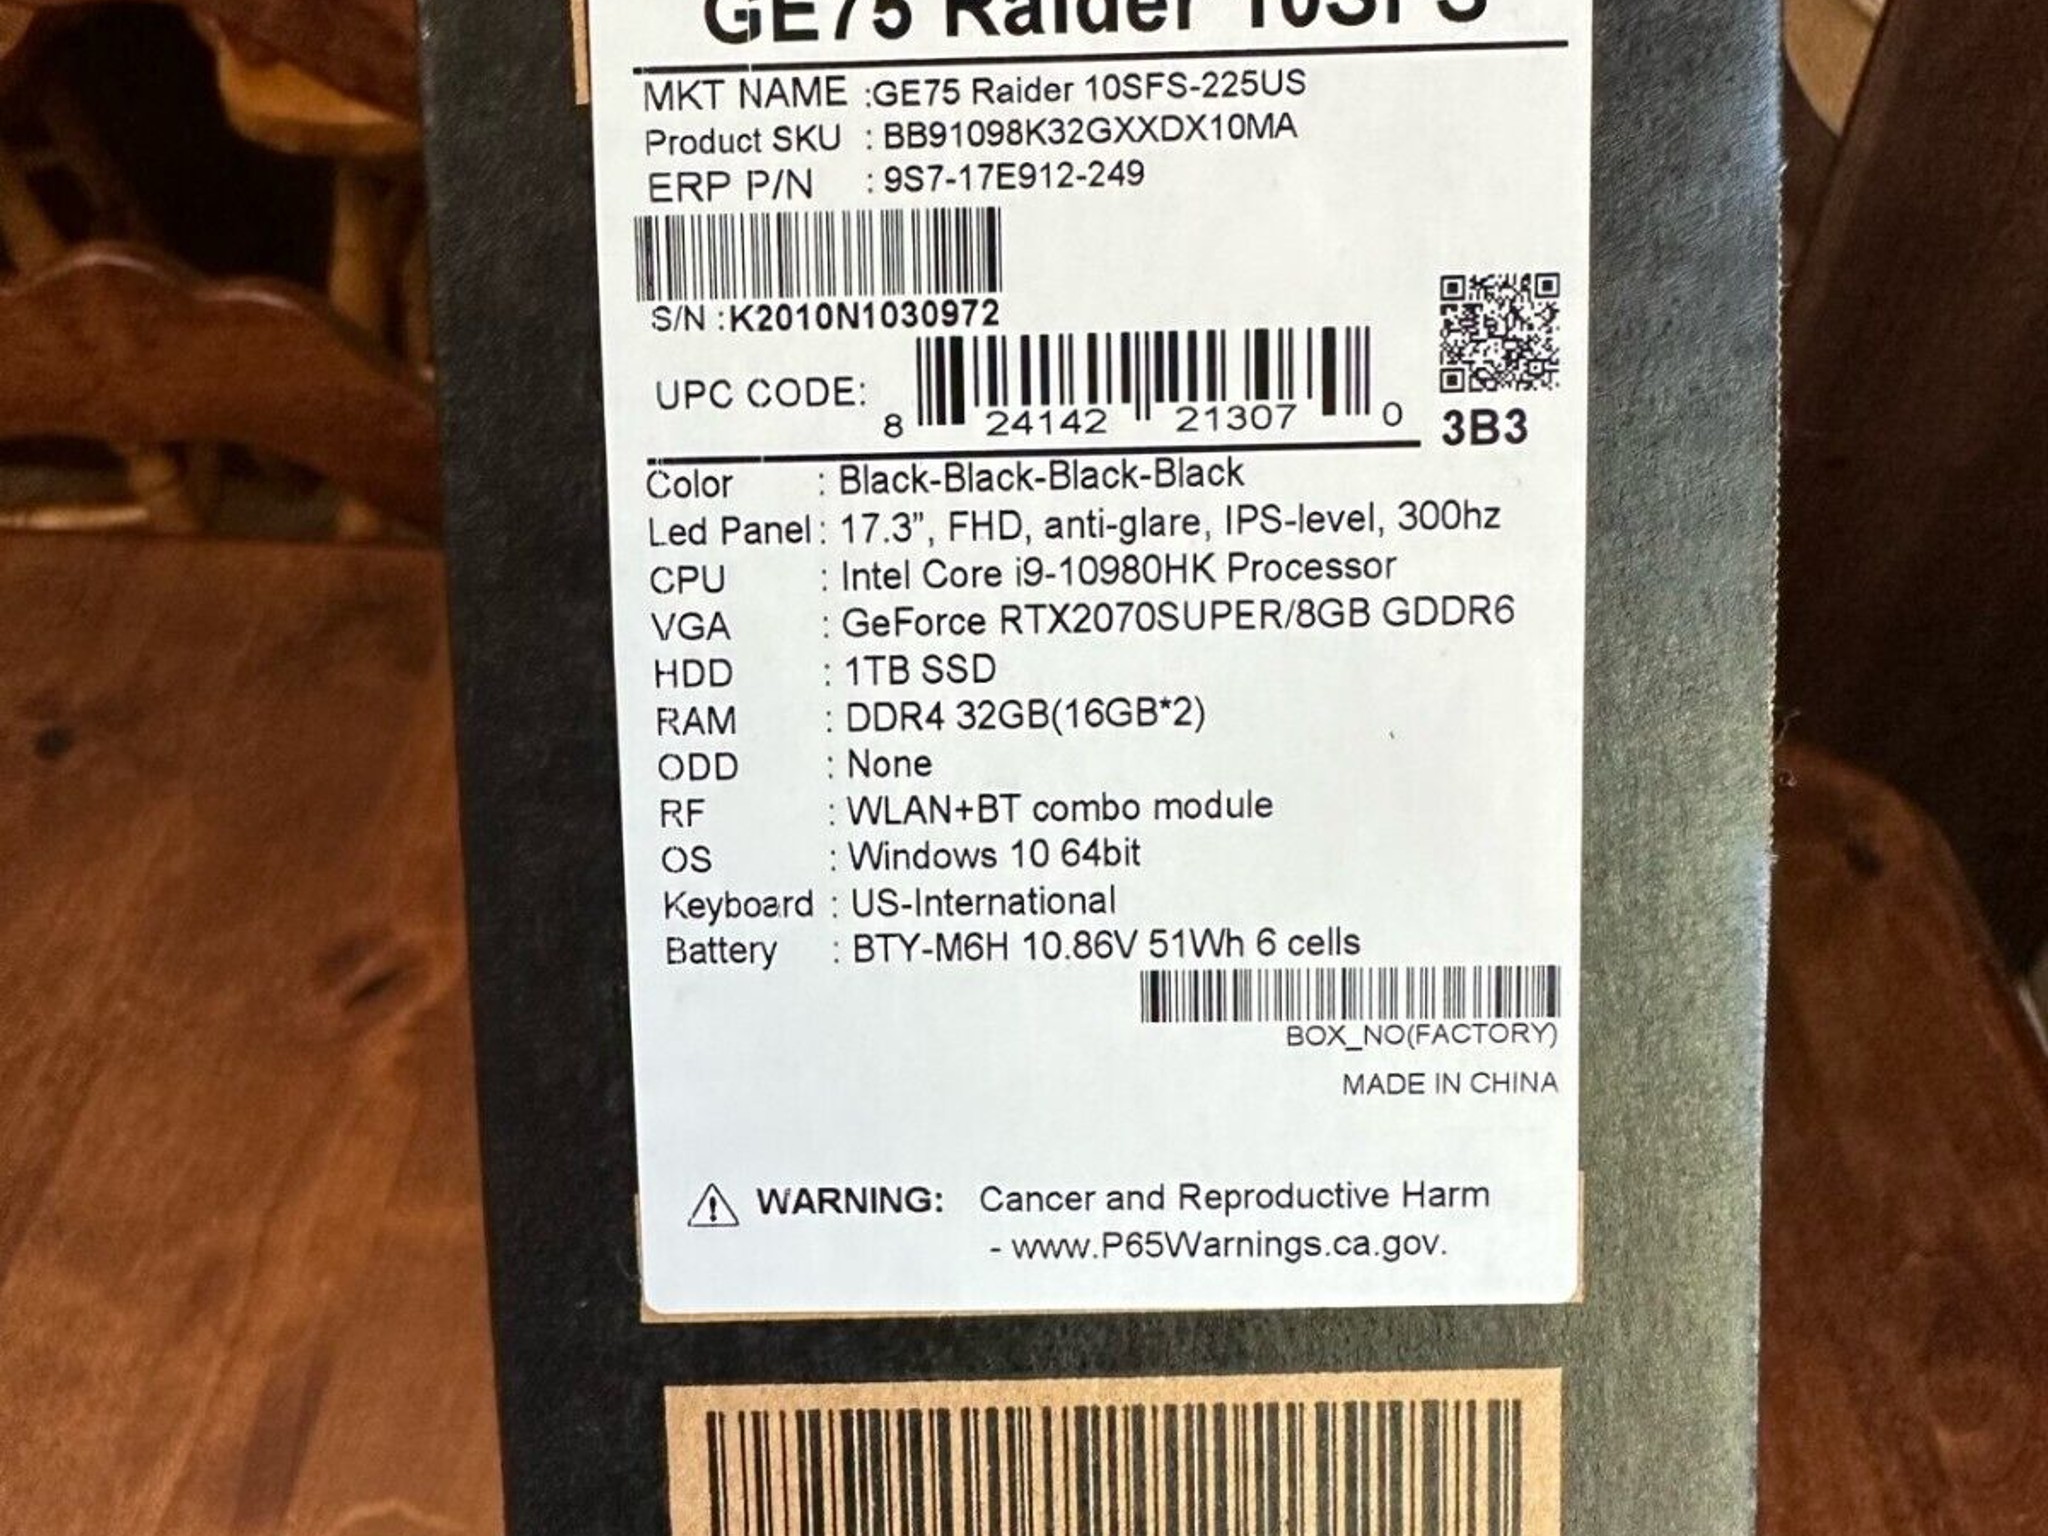 GE75 Raider 10SFS
MKT NAME :GE75 Raider 10SFS-225US
Product SKU : BB91098K32GXXDX10MA
ERP P/N : 9S7-17E912-249
S/N :K2010N1030972
UPC CODE: 8 24142 21307 0
3B3
Color : Black-Black-Black-Black
Led Panel : 17.3”, FHD, anti-glare, IPS-level, 300hz
CPU : Intel Core i9-10980HK Processor
VGA : GeForce RTX2070SUPER/8GB GDDR6
HDD : 1TB SSD
RAM : DDR4 32GB(16GB*2)
ODD : None
RF : WLAN+BT combo module
OS : Windows 10 64bit
Keyboard : US-International
Battery : BTY-M6H 10.86V 51Wh 6 cells
BOX_NO(FACTORY)
MADE IN CHINA
WARNING: Cancer and Reproductive Harm
- www.P65Warnings.ca.gov.